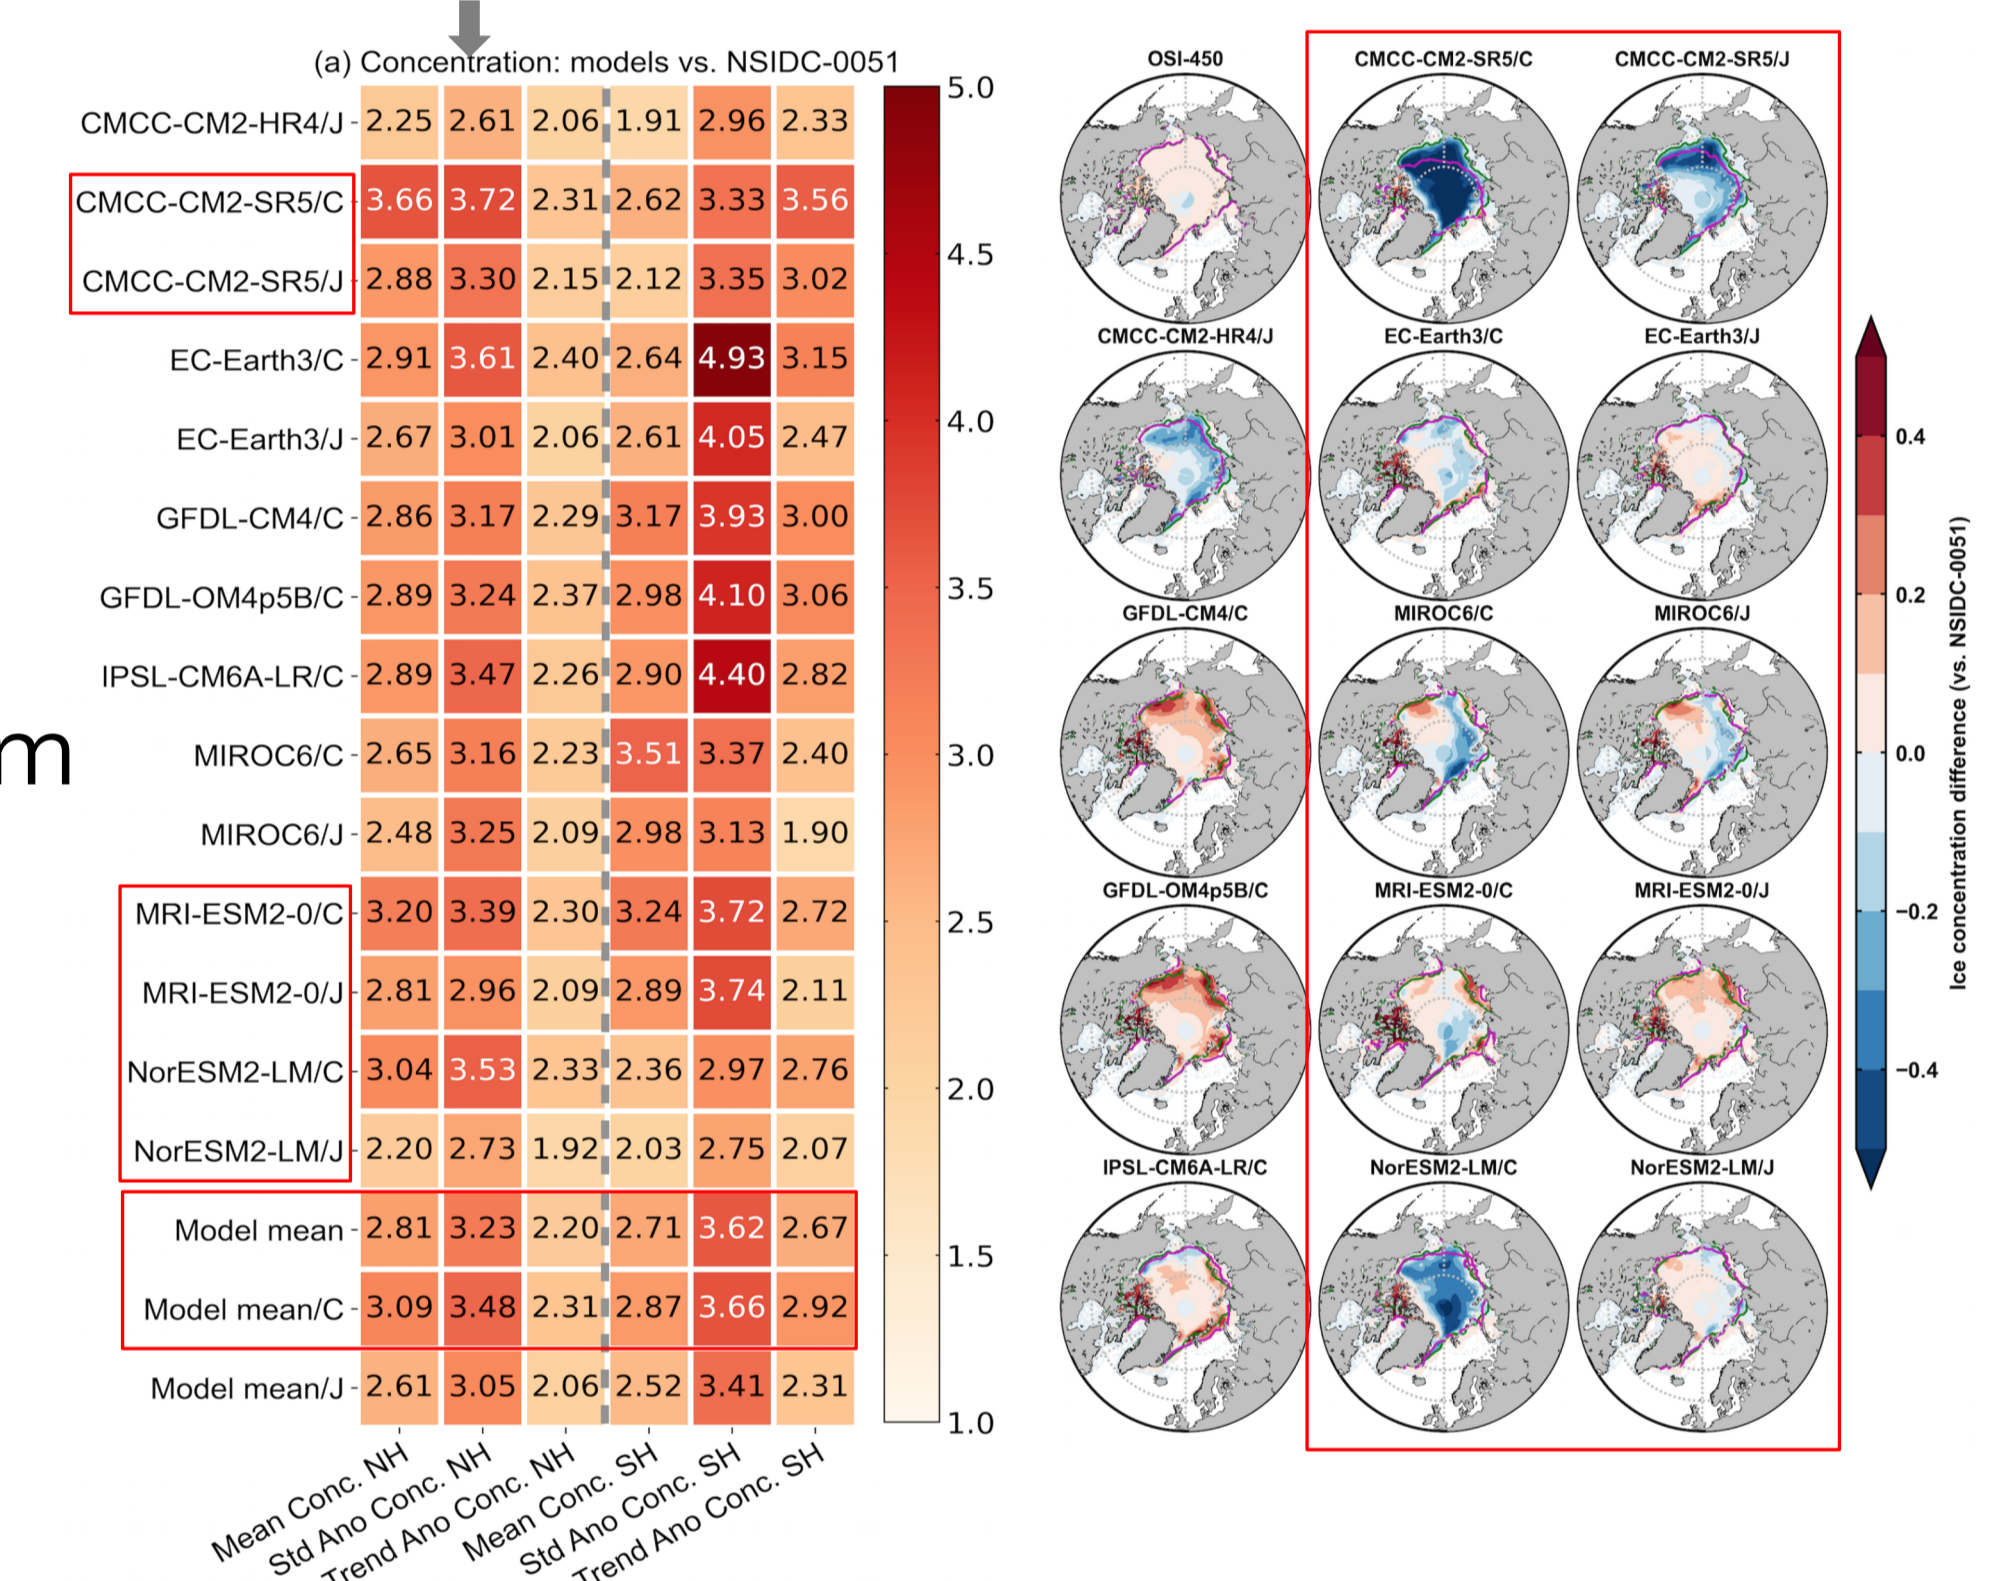 (a) Concentration: models vs. NSIDC-0051
CMCC-CM2-HR4/J 2.25 2.61 2.06 1.91 2.96 2.33
CMCC-CM2-SR5/C 3.66 3.72 2.31 2.62 3.33 3.56
CMCC-CM2-SR5/J 2.88 3.30 2.15 2.12 3.35 3.02
EC-Earth3/C 2.91 3.61 2.40 2.64 4.93 3.15
EC-Earth3/J 2.67 3.01 2.06 2.61 4.05 2.47
GFDL-CM4/C 2.86 3.17 2.29 3.17 3.93 3.00
GFDL-OM4p5B/C 2.89 3.24 2.37 2.98 4.10 3.06
IPSL-CM6A-LR/C 2.89 3.47 2.26 2.90 4.40 2.82
MIROC6/C 2.65 3.16 2.23 3.51 3.37 2.40
MIROC6/J 2.48 3.25 2.09 2.98 3.13 1.90
MRI-ESM2-0/C 3.20 3.39 2.30 3.24 3.72 2.72
MRI-ESM2-0/J 2.81 2.96 2.09 2.89 3.74 2.11
NorESM2-LM/C 3.04 3.53 2.33 2.36 2.97 2.76
NorESM2-LM/J 2.20 2.73 1.92 2.03 2.75 2.07
Model mean 2.81 3.23 2.20 2.71 3.62 2.67
Model mean/C 3.09 3.48 2.31 2.87 3.66 2.92
Model mean/J 2.61 3.05 2.06 2.52 3.41 2.31
Mean Conc. NH
Std Ano Conc. NH
Trend Ano Conc. NH
Mean Conc. SH
Std Ano Conc. SH
Trend Ano Conc. SH
5.0
4.5
4.0
3.5
3.0
2.5
2.0
1.5
1.0
m
OSI-450 CMCC-CM2-SR5/C CMCC-CM2-SR5/J
CMCC-CM2-HR4/J EC-Earth3/C EC-Earth3/J
GFDL-CM4/C MIROC6/C MIROC6/J
GFDL-OM4p5B/C MRI-ESM2-0/C MRI-ESM2-0/J
IPSL-CM6A-LR/C NorESM2-LM/C NorESM2-LM/J
0.4
0.2
0.0
−0.2
−0.4
Ice concentration difference (vs. NSIDC-0051)